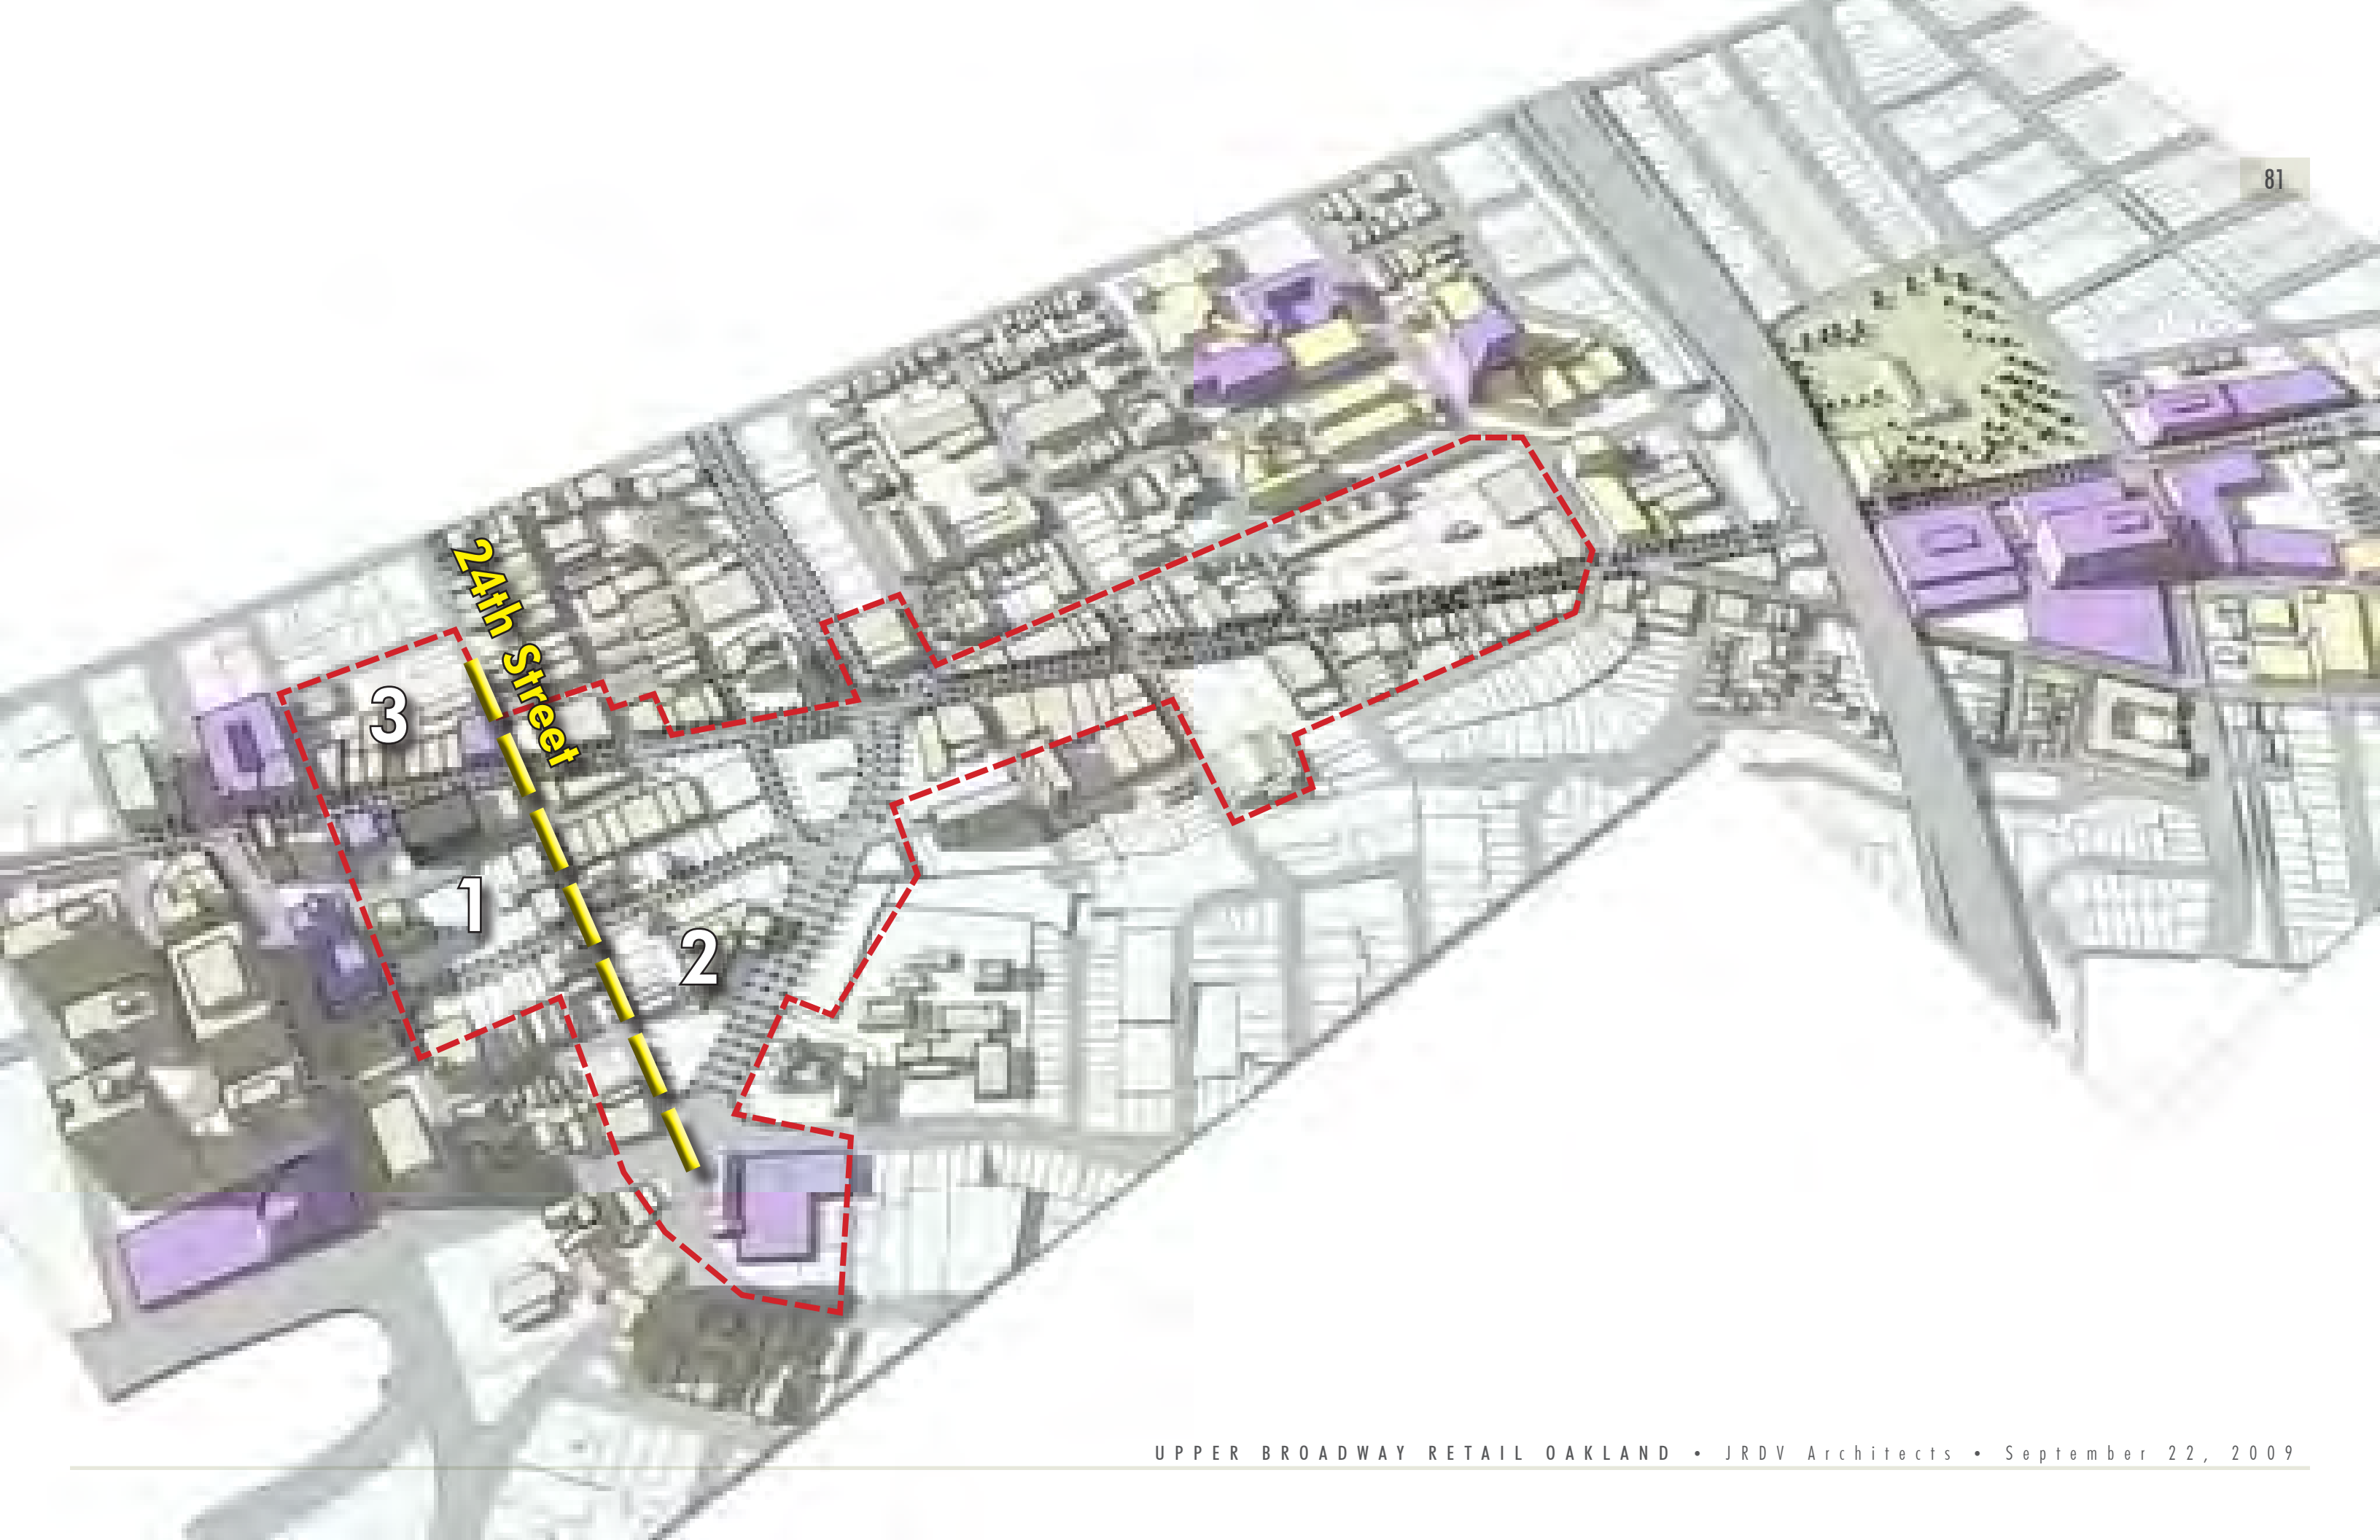 81
24th Street
3
1
2
UPPER BROADWAY RETAIL OAKLAND • JRDV Architects • September 22, 2009